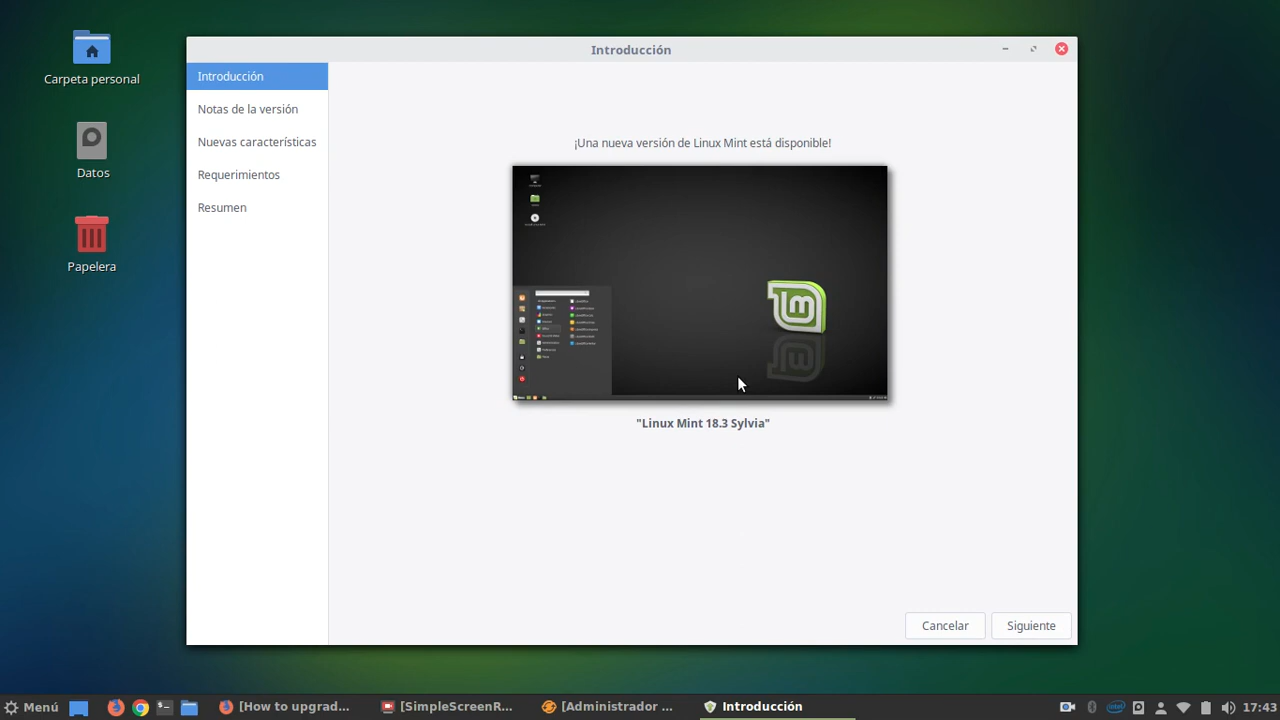 Introducción
Carpeta personal
Datos
Papelera
Introducción
Notas de la versión
Nuevas características
Requerimientos
Resumen
¡Una nueva versión de Linux Mint está disponible!
"Linux Mint 18.3 Sylvia"
Cancelar
Siguiente
Menú
[How to upgrad...
[SimpleScreenR...
[Administrador ...
Introducción
17:43